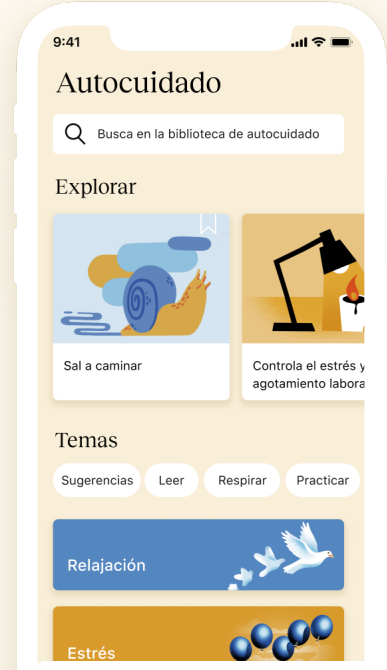 9:41
Autocuidado
Busca en la biblioteca de autocuidado
Explorar
Sal a caminar
Controla el estrés y
agotamiento labora
Temas
Sugerencias Leer Respirar Practicar
Relajación
Estrés